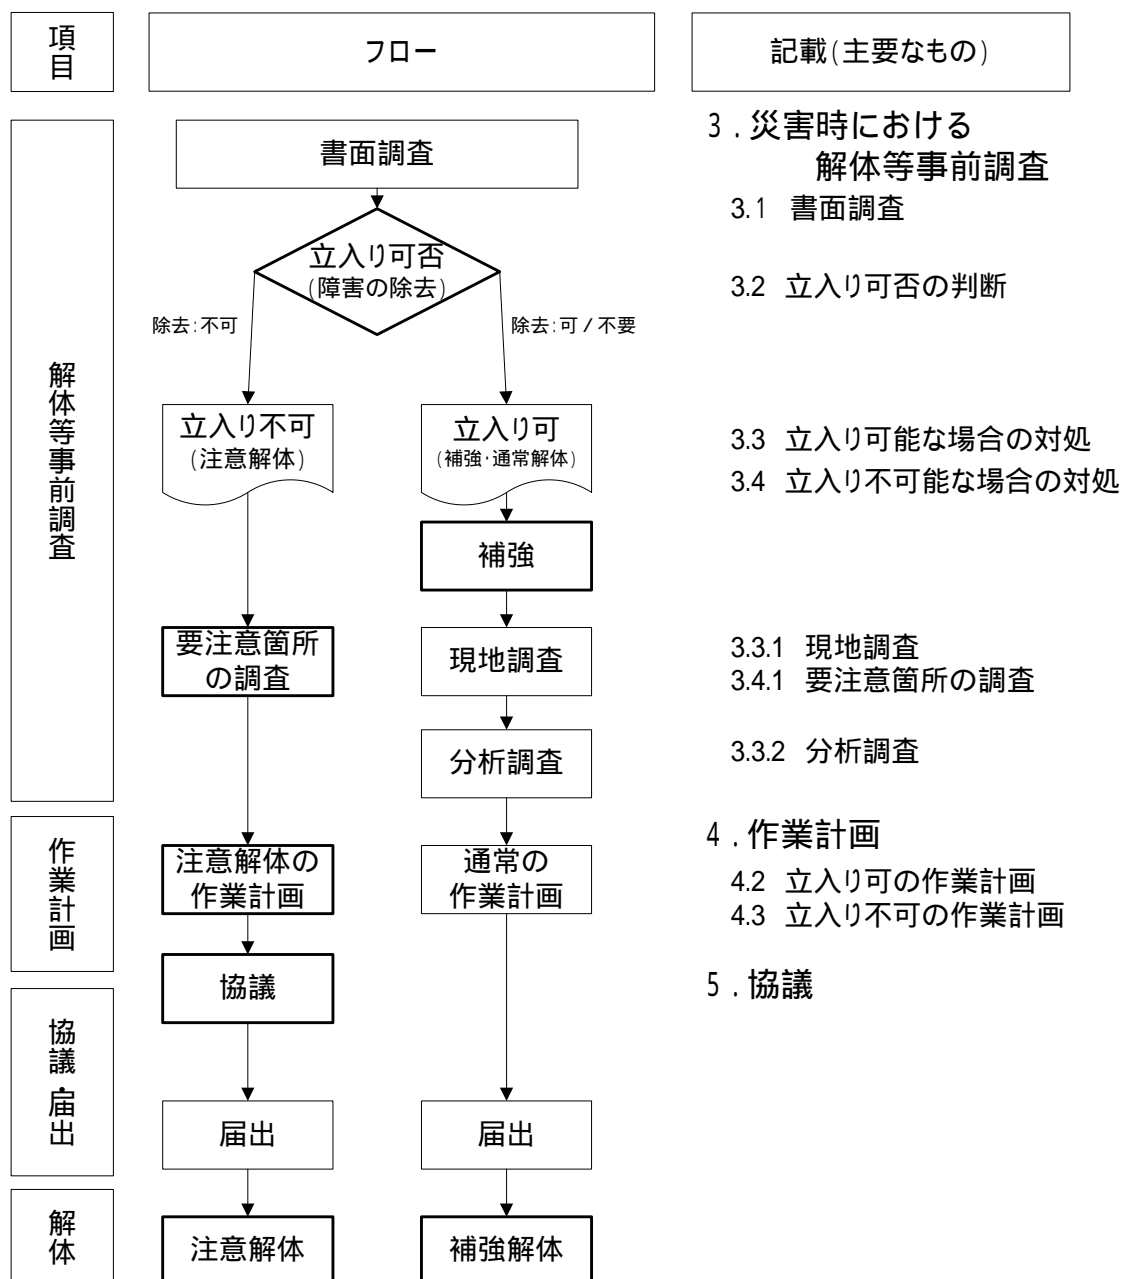 項目
フロー
記載(主要なもの)
解体等事前調査
書面調査
立入り可否
(障害の除去)
除去:不可
除去:可/不要
立入り不可
(注意解体)
立入り可
(補強・通常解体)
補強
要注意箇所
の調査
現地調査
分析調査
作業計画
注意解体の
作業計画
通常の
作業計画
協議
協議・届出
届出
届出
解体
注意解体
補強解体
3.災害時における
解体等事前調査
3.1 書面調査
3.2 立入り可否の判断
3.3 立入り可能な場合の対処
3.4 立入り不可能な場合の対処
3.3.1 現地調査
3.4.1 要注意箇所の調査
3.3.2 分析調査
4.作業計画
4.2 立入り可の作業計画
4.3 立入り不可の作業計画
5.協議